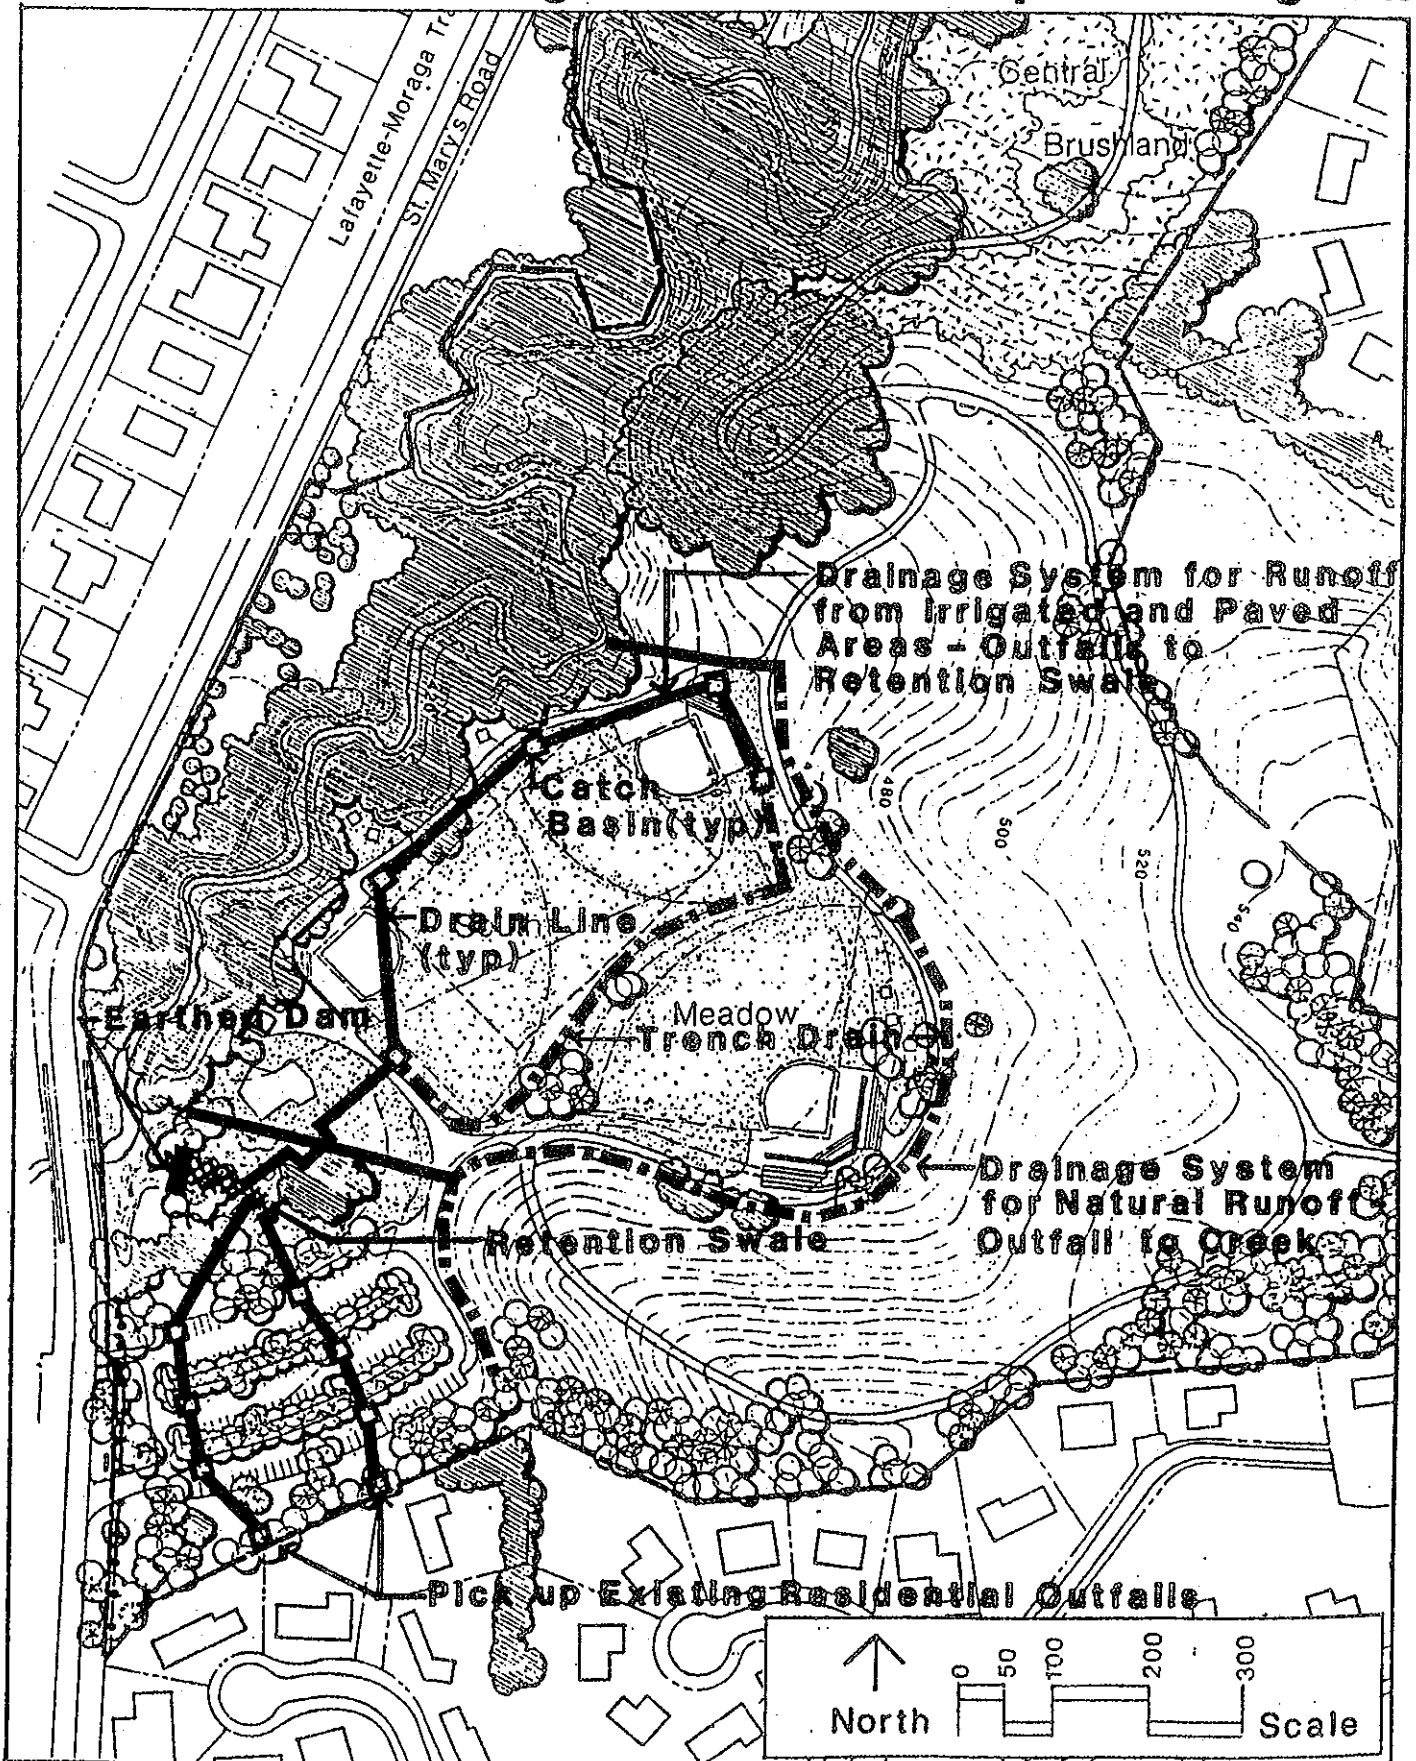 Central
Brushland
Lafayette-Moraga
St. Mary's Road
Drainage System for Runoff
from Irrigated and Paved
Areas - Outfalls to
Retention Swale
Catch
Basin(typ)
480
500
520
540
Drain Line
(typ)
Earthen Dam
Meadow
Trench Drain
Drainage System
for Natural Runoff
Outfall to Creek
Retention Swale
Pick up Existing Residential Outfalls
North
0
50
100
200
300
Scale